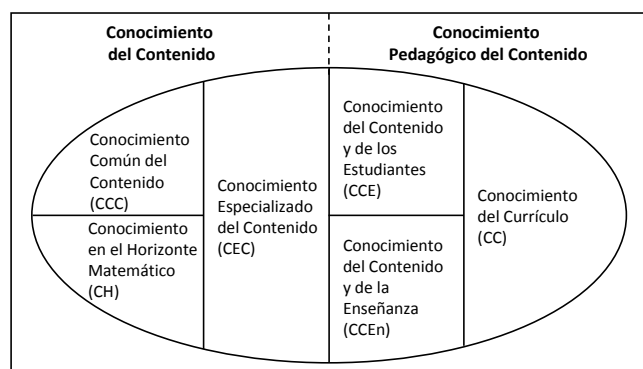 Conocimiento
del Contenido
Conocimiento
Pedagógico del Contenido
Conocimiento
Común del
Contenido
(CCC)
Conocimiento
en el Horizonte
Matemático
(CH)
Conocimiento
Especializado
del Contenido
(CEC)
Conocimiento
del Contenido
y de los
Estudiantes
(CCE)
Conocimiento
del Contenido
y de la
Enseñanza
(CCEn)
Conocimiento
del Currículo
(CC)